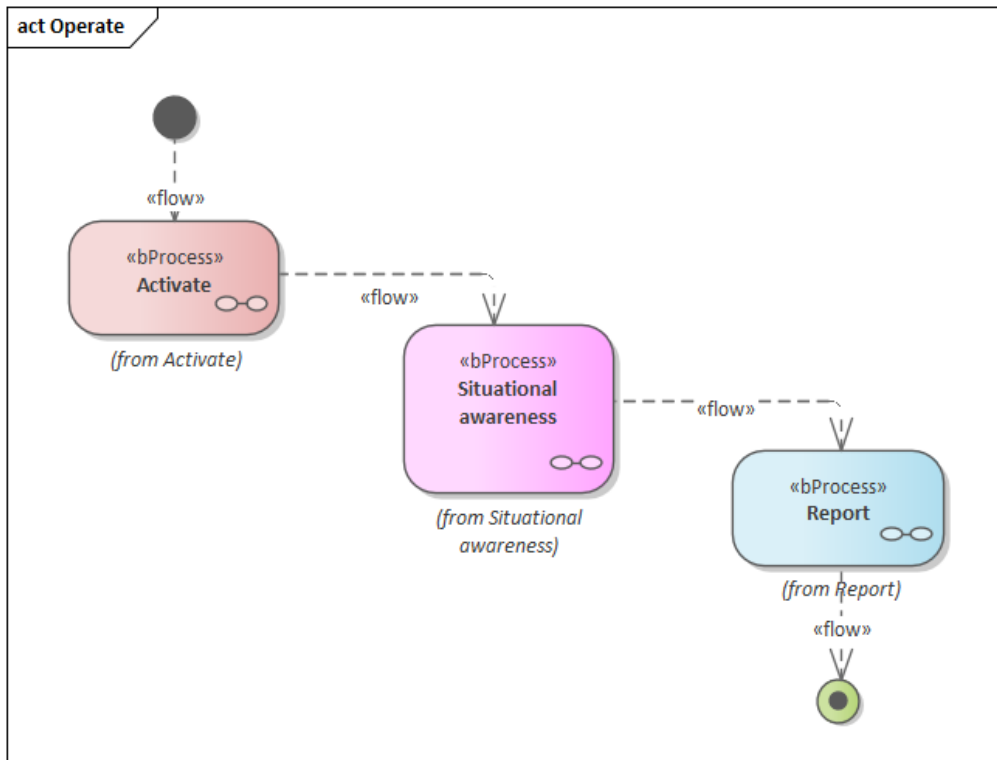 act Operate
«flow»
«bProcess»
Activate
(from Activate)
«flow»
«bProcess»
Situational
awareness
(from Situational
awareness)
«flow»
«bProcess»
Report
(from Report)
«flow»